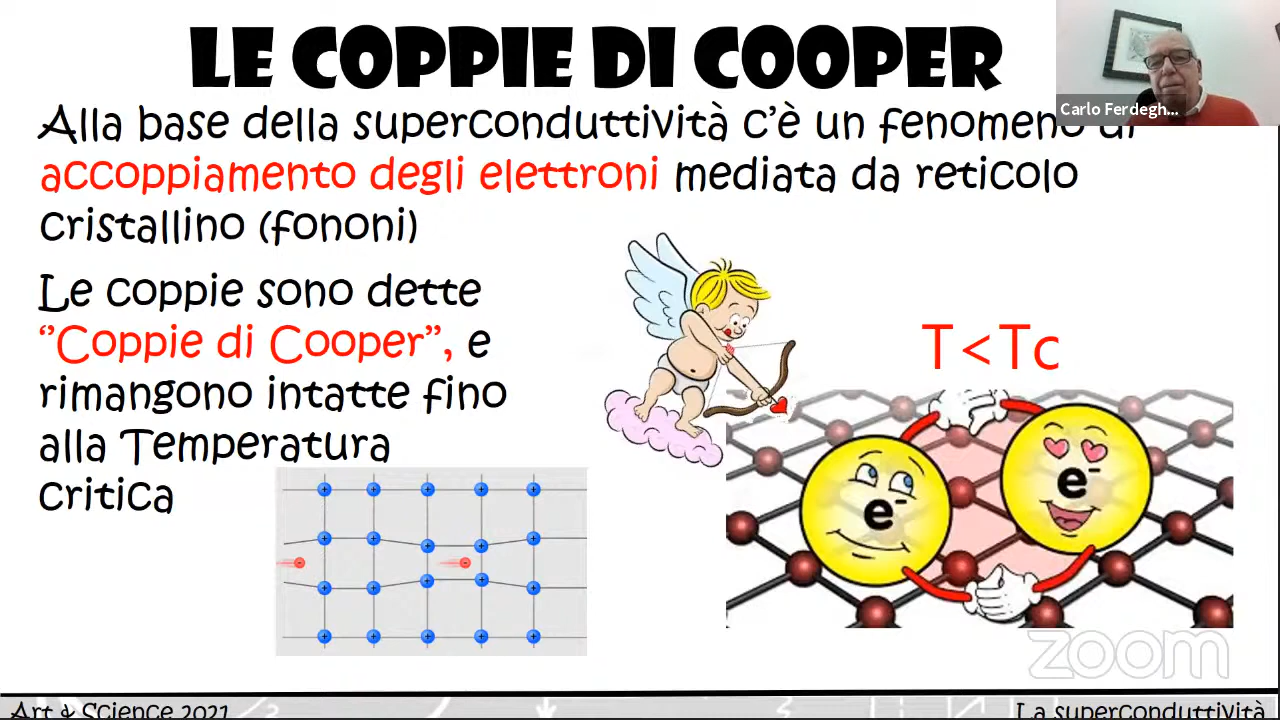 LE COPPIE DI COOPER
Carlo Ferdegh...
Alla base della superconduttività c'è un fenomeno di
accoppiamento degli elettroni mediata da reticolo
cristallino (fononi)
Le coppie sono dette
‘’Coppie di Cooper’’, e
rimangono intatte fino
alla Temperatura
critica
T<Tc
e-
e-
zoom
Art & Science 2021
La superconduttività